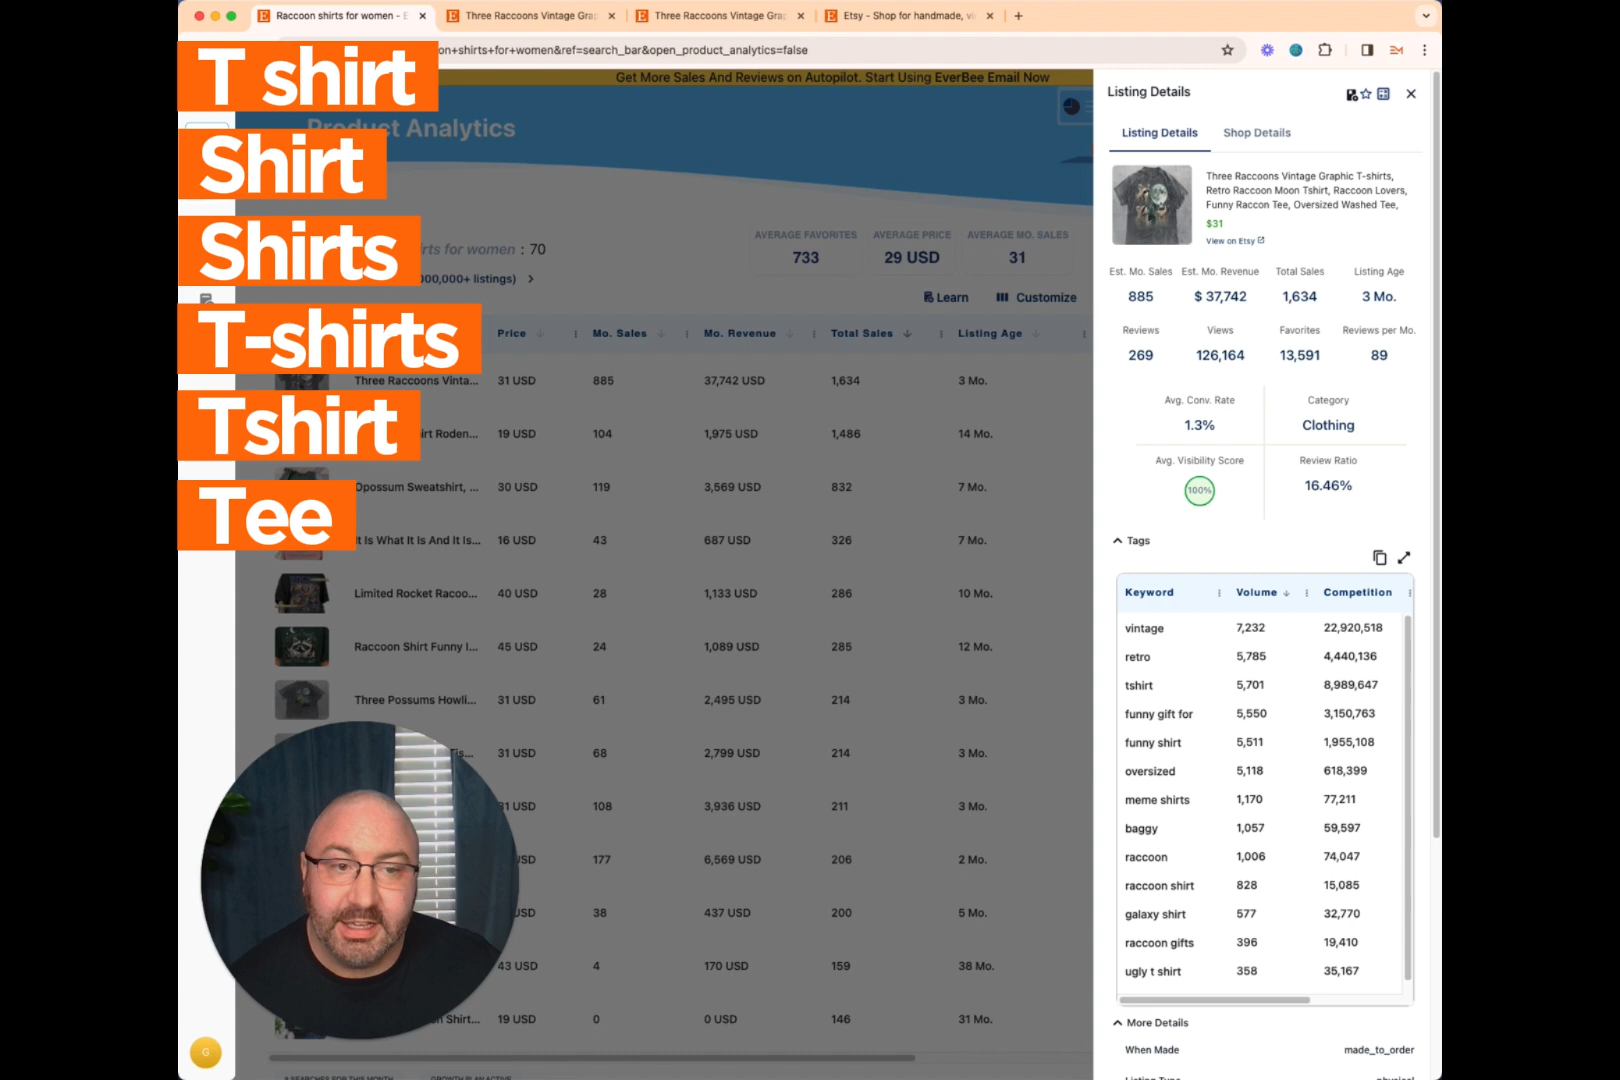 Raccoon shirts for women - E
Three Raccoons Vintage Grap
Three Raccoons Vintage Grap
Etsy - Shop for handmade, vi
on+shirts+for+women&ref=search_bar&open_product_analytics=false
T shirt
Shirt
Shirts
T-shirts
Tshirt
Tee
Get More Sales And Reviews on Autopilot. Start Using EverBee Email Now
Product Analytics
rts for women : 70
000,000+ listings)
AVERAGE FAVORITES AVERAGE PRICE AVERAGE MO. SALES
733 29 USD 31
Learn Customize
Price Mo. Sales Mo. Revenue Total Sales Listing Age
Three Raccoons Vinta... 31 USD 885 37,742 USD 1,634 3 Mo.
irt Roden... 19 USD 104 1,975 USD 1,486 14 Mo.
Opossum Sweatshirt, ... 30 USD 119 3,569 USD 832 7 Mo.
It Is What It Is And It Is... 16 USD 43 687 USD 326 7 Mo.
Limited Rocket Racoo... 40 USD 28 1,133 USD 286 10 Mo.
Raccoon Shirt Funny I... 45 USD 24 1,089 USD 285 12 Mo.
Three Possums Howli... 31 USD 61 2,495 USD 214 3 Mo.
Tis... 31 USD 68 2,799 USD 214 3 Mo.
31 USD 108 3,936 USD 211 3 Mo.
USD 177 6,569 USD 206 2 Mo.
USD 38 437 USD 200 5 Mo.
43 USD 4 170 USD 159 38 Mo.
n Shirt... 19 USD 0 0 USD 146 31 Mo.
G
Listing Details
Listing Details Shop Details
Three Raccoons Vintage Graphic T-shirts,
Retro Raccoon Moon Tshirt, Raccoon Lovers,
Funny Raccon Tee, Oversized Washed Tee,
$31
View on Etsy
Est. Mo. Sales Est. Mo. Revenue Total Sales Listing Age
885 $ 37,742 1,634 3 Mo.
Reviews Views Favorites Reviews per Mo.
269 126,164 13,591 89
Avg. Conv. Rate Category
1.3% Clothing
Avg. Visibility Score Review Ratio
100% 16.46%
Tags
Keyword Volume Competition
vintage 7,232 22,920,518
retro 5,785 4,440,136
tshirt 5,701 8,989,647
funny gift for 5,550 3,150,763
funny shirt 5,511 1,955,108
oversized 5,118 618,399
meme shirts 1,170 77,211
baggy 1,057 59,597
raccoon 1,006 74,047
raccoon shirt 828 15,085
galaxy shirt 577 32,770
raccoon gifts 396 19,410
ugly t shirt 358 35,167
More Details
When Made made_to_order